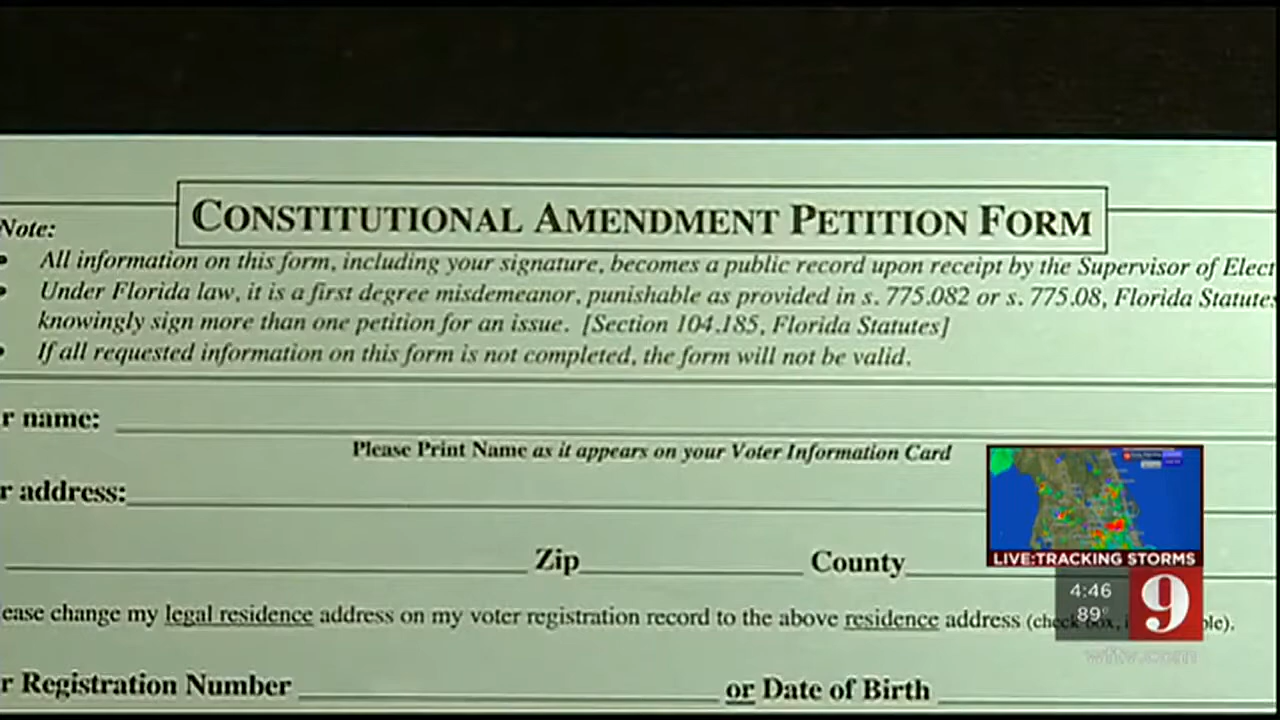 CONSTITUTIONAL AMENDMENT PETITION FORM
Note:
All information on this form, including your signature, becomes a public record upon receipt by the Supervisor of Elect
Under Florida law, it is a first degree misdemeanor, punishable as provided in s. 775.082 or s. 775.08, Florida Statutes
knowingly sign more than one petition for an issue. [Section 104.185, Florida Statutes]
If all requested information on this form is not completed, the form will not be valid.
r name:
Please Print Name as it appears on your Voter Information Card
r address:
Zip County
LIVE:TRACKING STORMS
4:46
89°
9
ease change my legal residence address on my voter registration record to the above residence address (check box, ble).
wftv.com
r Registration Number or Date of Birth